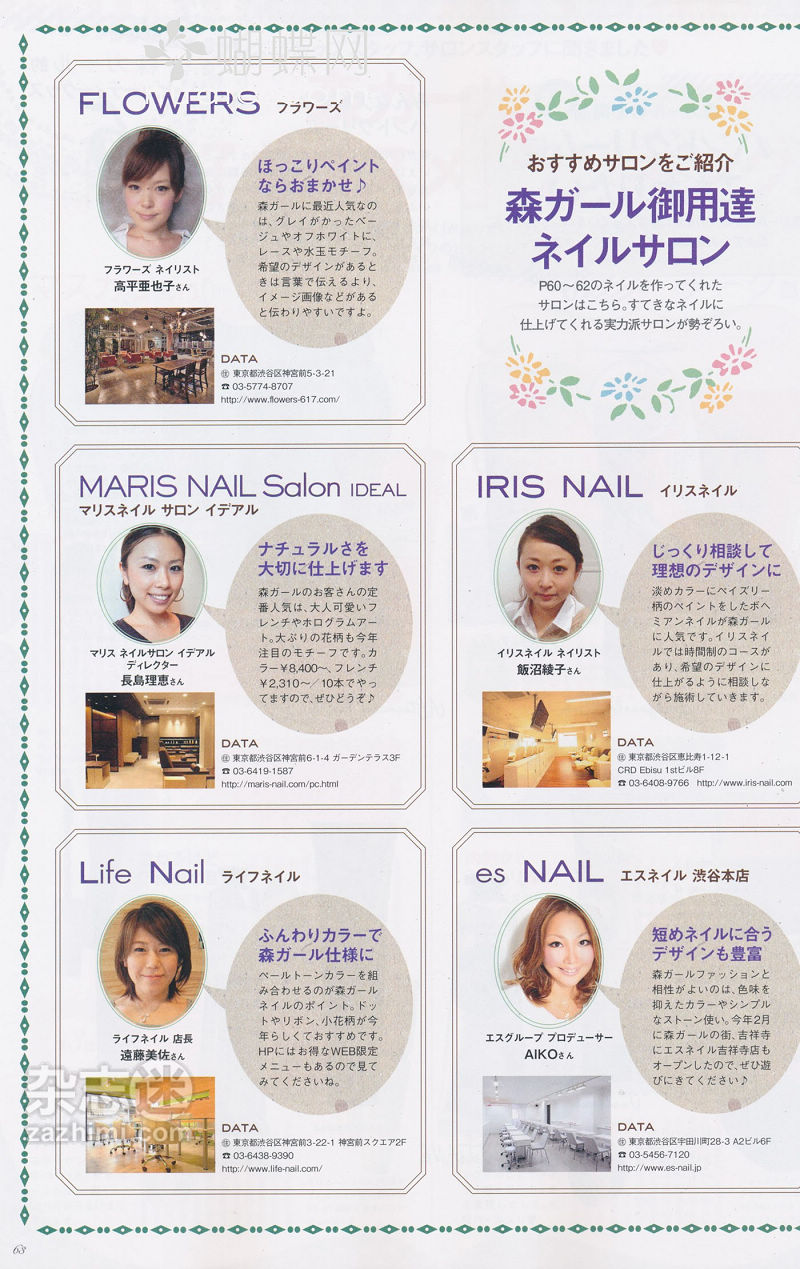 蝴蝶网
FLOWERS フラワーズ
フラワーズ ネイリスト
高平亜也子さん
ほっこりペイント
ならおまかせ♪
森ガールに最近人気なの
は、グレイがかったベー
ジュやオフホワイトに、
レースや水玉モチーフ。
希望のデザインがあると
きは言葉で伝えるより、
イメージ画像などがある
と伝わりやすいですよ。
DATA
㊟ 東京都渋谷区神宮前5-3-21
☎ 03-5774-8707
http://www.flowers-617.com/
おすすめサロンをご紹介
森ガール御用達
ネイルサロン
P60～62のネイルを作ってくれた
サロンはこちら。すてきなネイルに
仕上げてくれる実力派サロンが勢ぞろい。
MARIS NAIL Salon IDEAL
マリスネイル サロン イデアル
マリス ネイルサロン イデアル
ディレクター
長島理恵さん
ナチュラルさを
大切に仕上げます
森ガールのお客さんの定
番人気は、大人可愛いフ
レンチやホログラムアー
ト。大ぶりの花柄も今年
注目のモチーフです。カ
ラー¥8,400～、フレンチ
¥2,310～／10本でやっ
てますので、ぜひどうぞ♪
DATA
㊟ 東京都渋谷区神宮前6-1-4 ガーデンテラス3F
☎ 03-6419-1587
http://maris-nail.com/pc.html
IRIS NAIL イリスネイル
イリスネイル ネイリスト
飯沼綾子さん
じっくり相談して
理想のデザインに
淡めカラーにペイズリー
柄のペイントをしたボヘ
ミアンネイルが森ガール
に人気です。イリスネイ
ルでは時間制のコースが
あり、希望のデザインに
仕上がるように相談しな
がら施術していきます。
DATA
㊟ 東京都渋谷区恵比寿1-12-1
CRD Ebisu 1stビル8F
☎ 03-6408-9766 http://www.iris-nail.com
Life Nail ライフネイル
ライフネイル 店長
遠藤美佐さん
ふんわりカラーで
森ガール仕様に
ペールトーンカラーを組
み合わせるのが森ガール
ネイルのポイント。ドッ
トやリボン、小花柄が今
年らしくておすすめです。
HPにはお得なWEB限定
メニューもあるので見て
みてくださいね。
DATA
㊟ 東京都渋谷区神宮前3-22-1 神宮前スクエア2F
☎ 03-6438-9390
http://www.life-nail.com/
es NAIL エスネイル 渋谷本店
エスグループ プロデューサー
AIKOさん
短めネイルに合う
デザインも豊富
森ガールファッションと
相性がよいのは、色味を
抑えたカラーやシンプル
なストーン使い。今年2月
に森ガールの街、吉祥寺
にエスネイル吉祥寺店も
オープンしたので、ぜひ遊
びにきてください♪
DATA
㊟ 東京都渋谷区宇田川町28-3 A2ビル6F
☎ 03-5456-7120
http://www.es-nail.jp
杂志迷
zazhimi.com
63